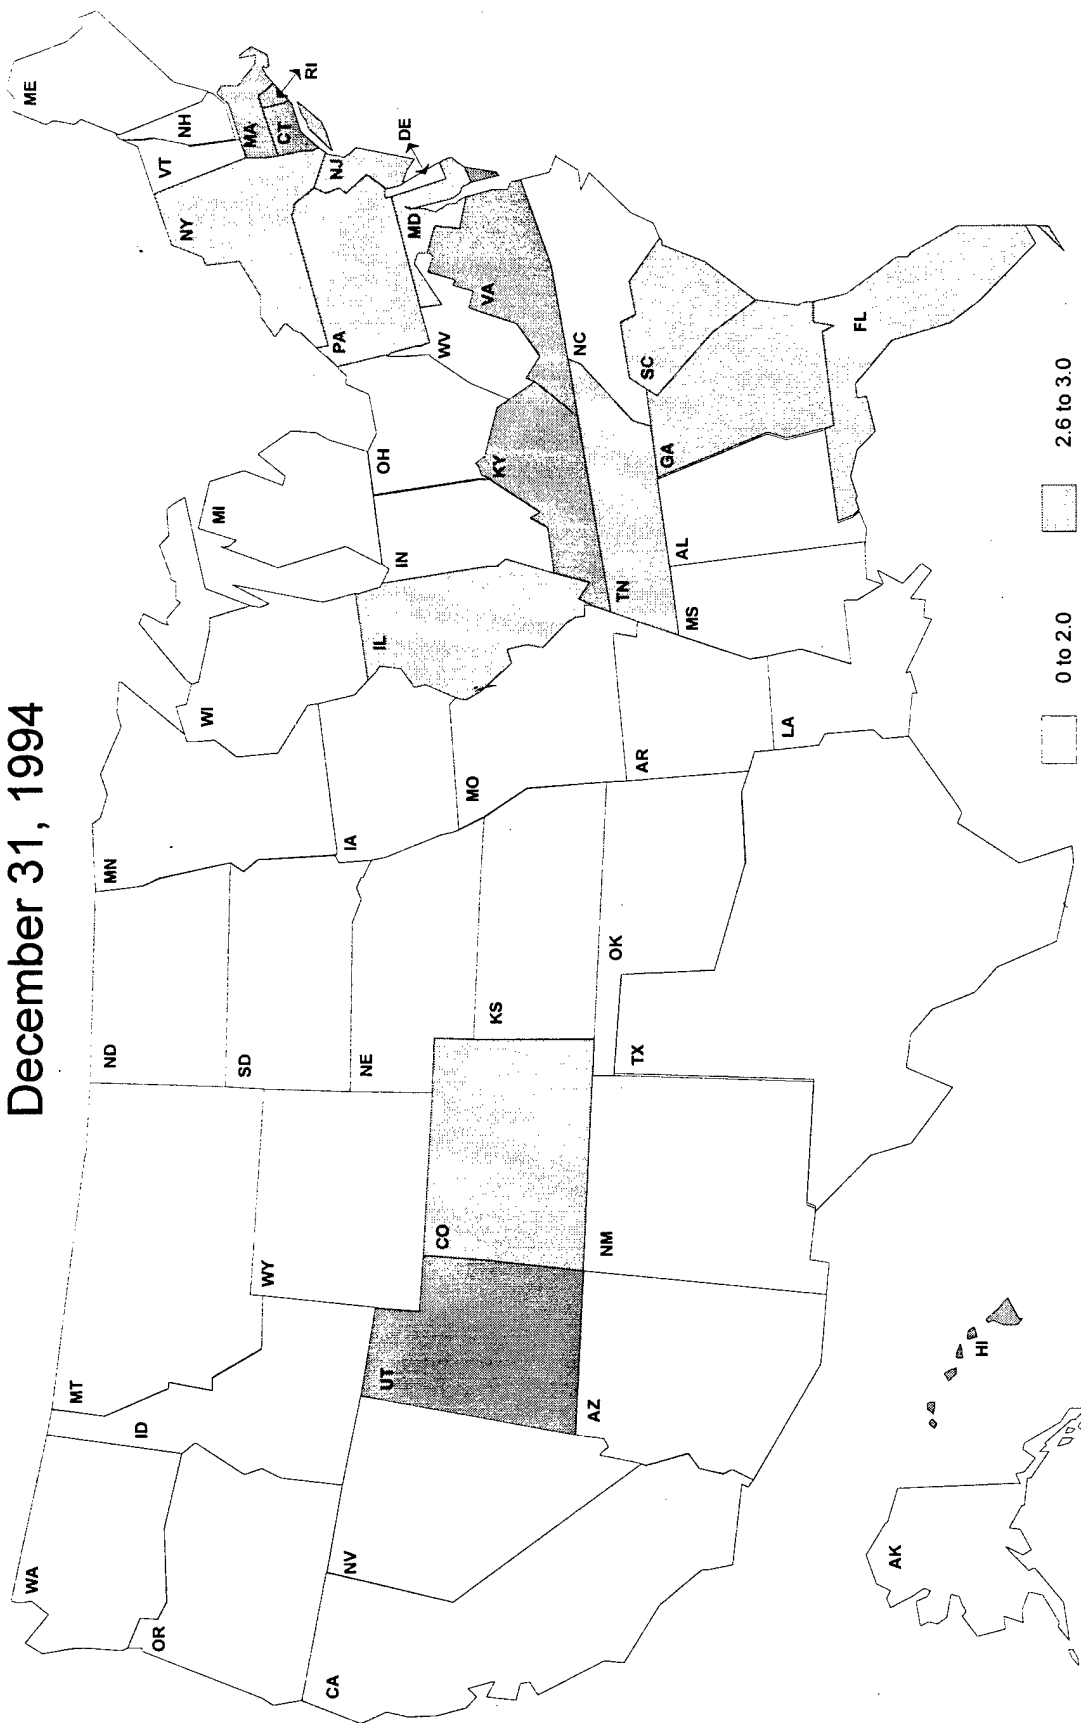 December 31, 1994
WA
MT
ND
MN
ME
VT
NH
OR
ID
SD
WI
MI
NY
MA
CT
RI
WY
NE
IA
PA
NJ
CA
NV
UT
CO
KS
MO
IL
IN
OH
WV
MD
DE
VA
KY
AZ
NM
TX
OK
AR
TN
NC
SC
MS
AL
GA
LA
FL
AK
HI
0 to 2.0
2.6 to 3.0